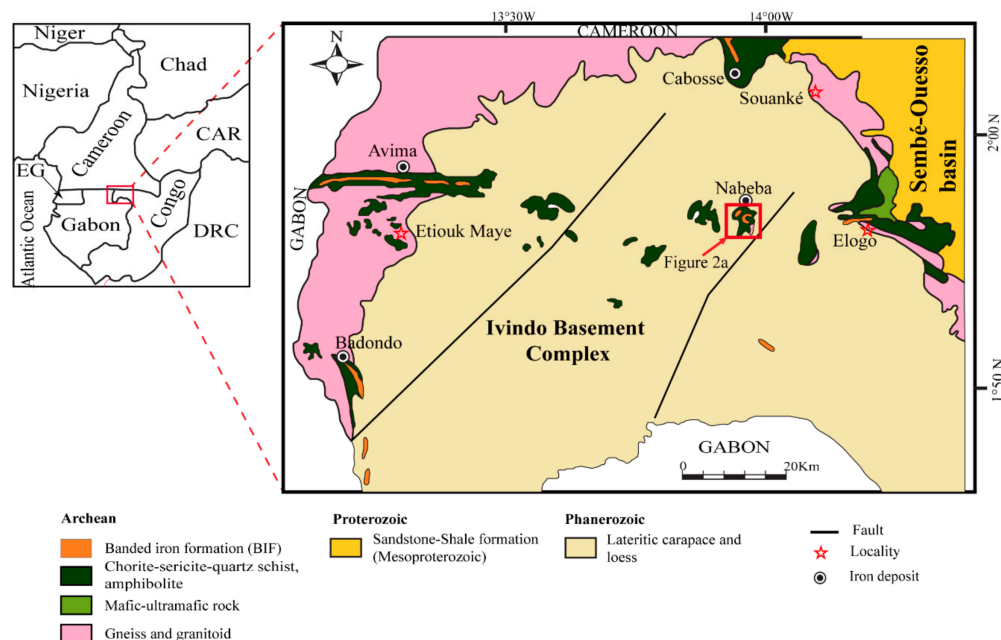 Niger
Nigeria
Chad
Cameroon
CAR
EG
Gabon
Congo
DRC
Atlantic Ocean
13°30W
14°00W
CAMEROON
N
Cabosse
Souanké
Sembé-Ouesso
basin
2°00 N
Avima
GABON
Etiouk Maye
Nabeba
Elogo
Figure 2a
Ivindo Basement
Complex
Badondo
1°50 N
GABON
0 20Km
Archean
Banded iron formation (BIF)
Chorite-sericite-quartz schist,
amphibolite
Mafic-ultramafic rock
Gneiss and granitoid
Proterozoic
Sandstone-Shale formation
(Mesoproterozoic)
Phanerozoic
Lateritic carapace and
loess
Fault
Locality
Iron deposit